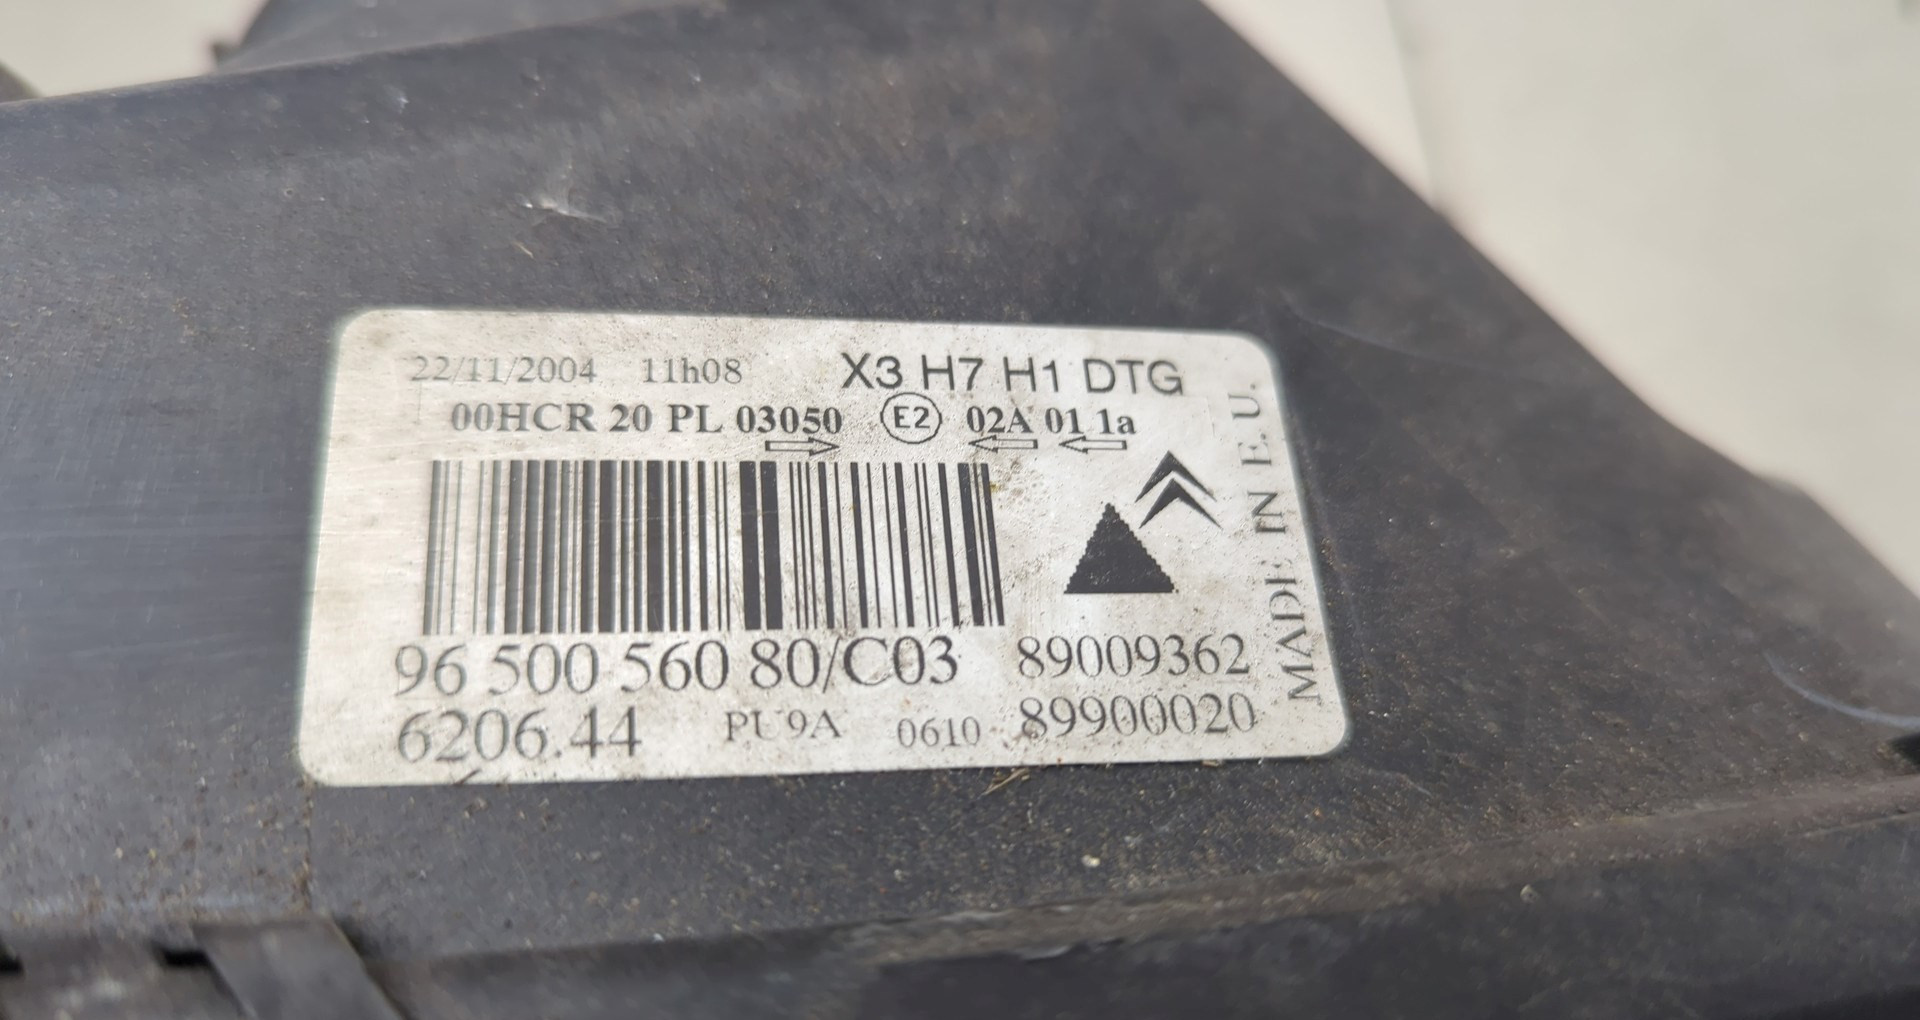 22/11/2004 11h08 X3 H7 H1 DTG
00HCR 20 PL 03050 E2 02A 01 1a
96 500 560 80/C03 89009362
6206.44 PU9A 0610 89900020
MADE IN E.U.